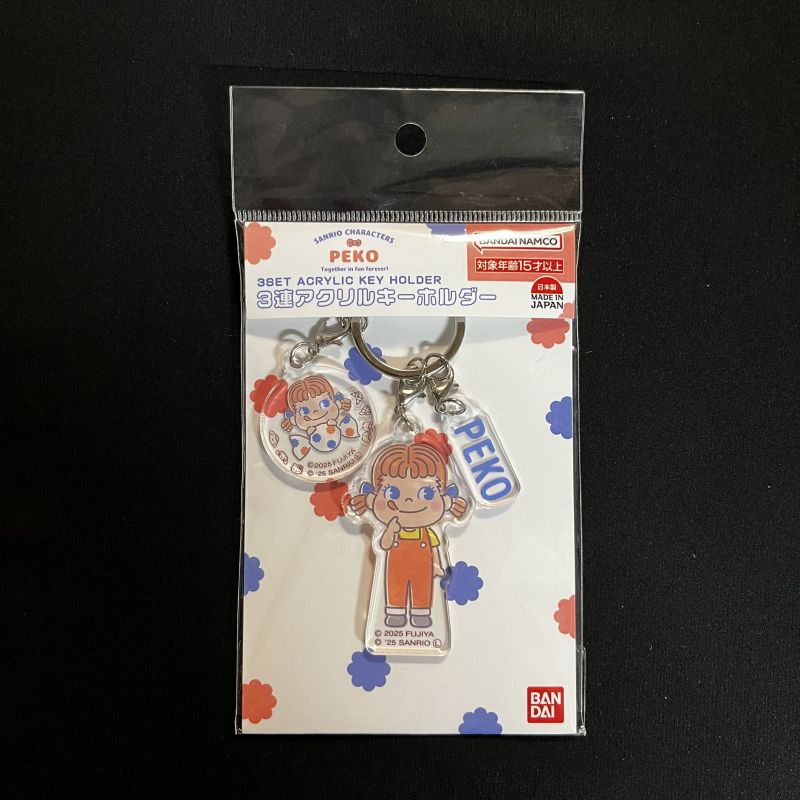 SANRIO CHARACTERS
PEKO
Together in fun forever!
3SET ACRYLIC KEY HOLDER
3連アクリルキーホルダー
BANDAI NAMCO
対象年齢15才以上
日本製
MADE IN
JAPAN
© 2025 FUJIYA
© '25 SANRIO Ⓛ
PEKO
© 2025 FUJIYA
© '25 SANRIO Ⓛ
BAN
DAI